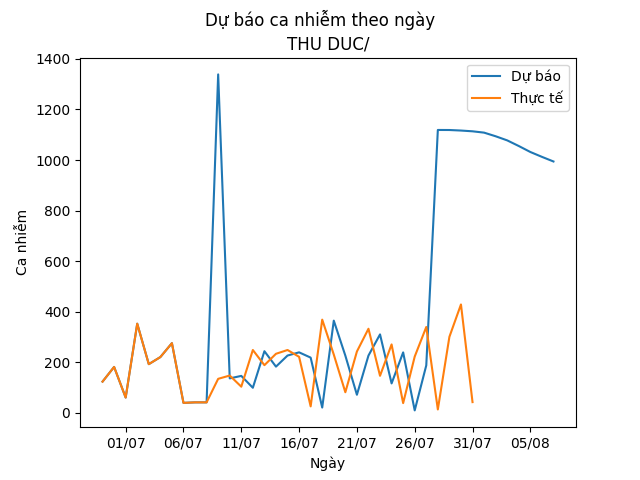 Dự báo ca nhiễm theo ngày
THU DUC/
Dự báo
Thực tế
Ca nhiễm
1400
1200
1000
800
600
400
200
0
01/07 06/07 11/07 16/07 21/07 26/07 31/07 05/08
Ngày